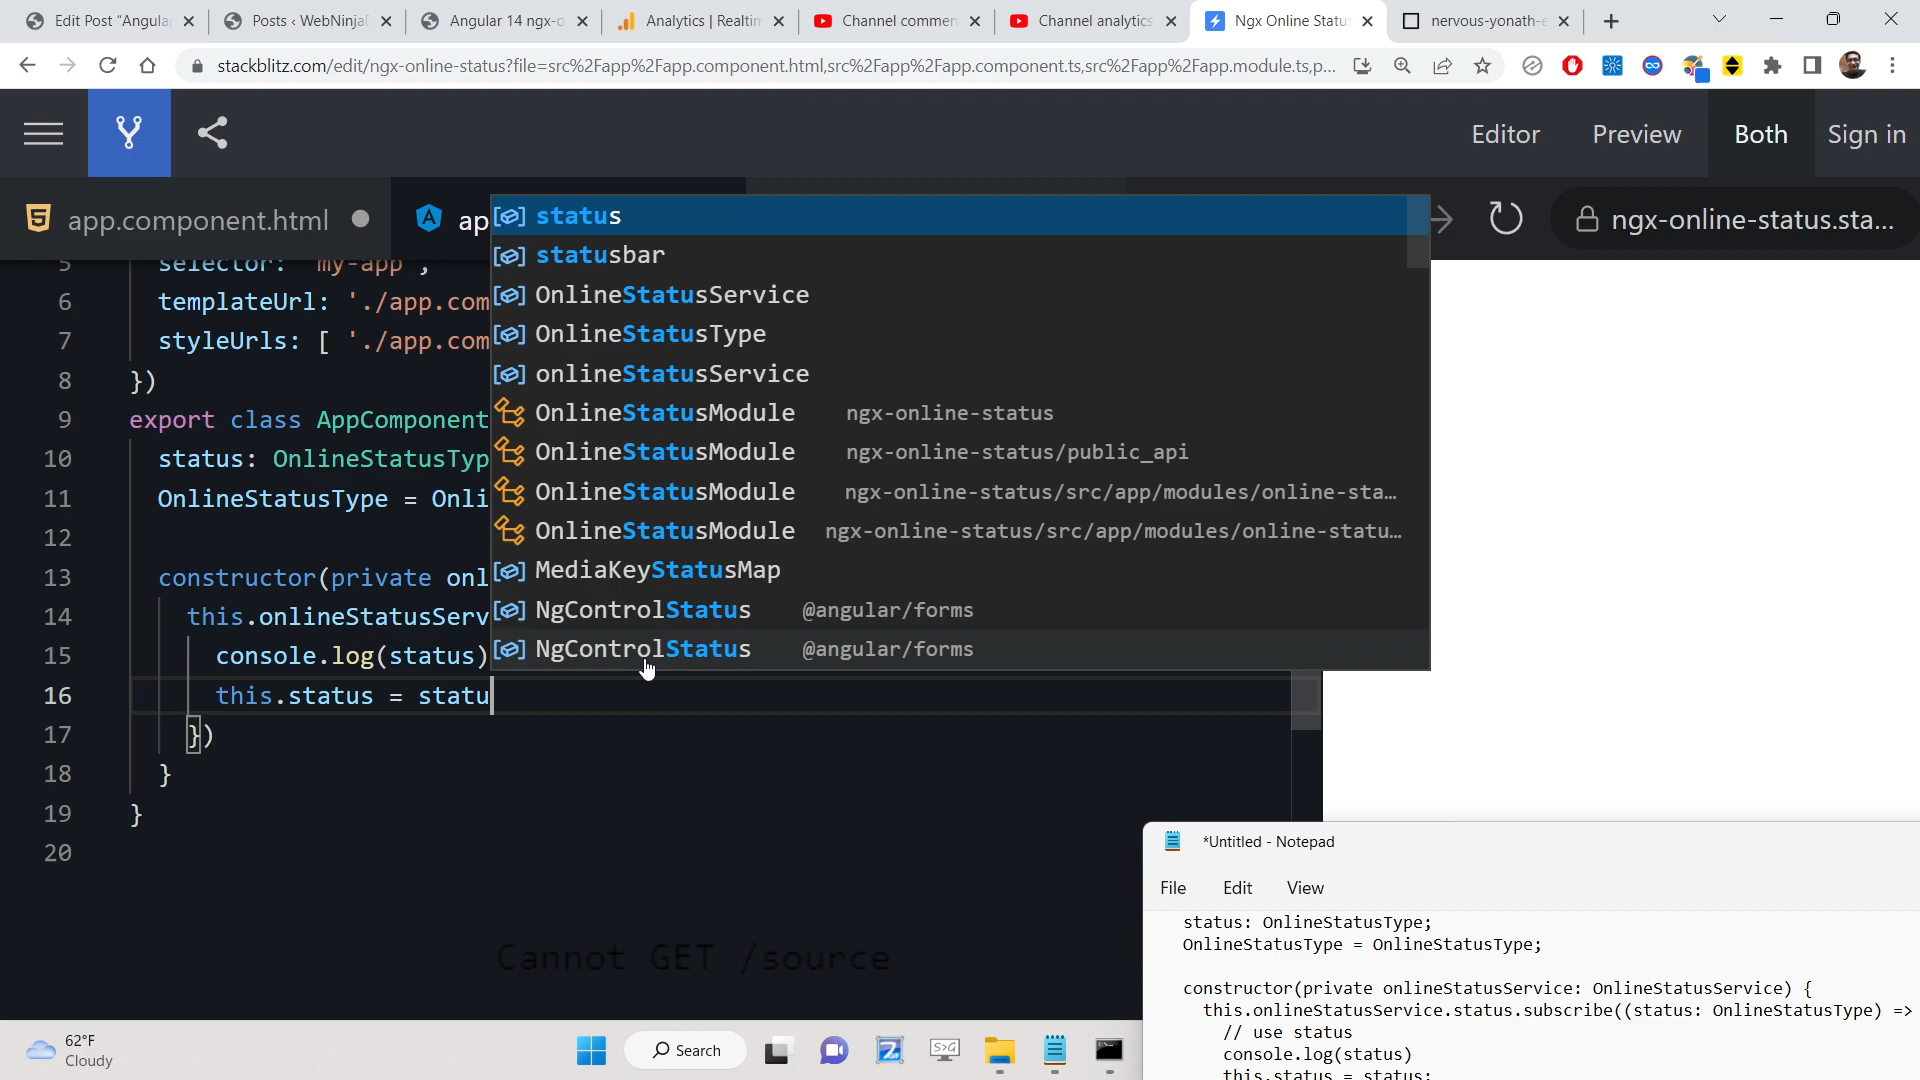 Edit Post “Angula
Posts ‹ WebNinjaD
Angular 14 ngx-o
Analytics | Realtim
Channel commen
Channel analytics
Ngx Online Status
nervous-yonath-e
stackblitz.com/edit/ngx-online-status?file=src%2Fapp%2Fapp.component.html,src%2Fapp%2Fapp.component.ts,src%2Fapp%2Fapp.module.ts,p...
Editor
Preview
Both
Sign in
app.component.html
ap
ngx-online-status.sta...
status
statusbar
OnlineStatusService
OnlineStatusType
onlineStatusService
OnlineStatusModule ngx-online-status
OnlineStatusModule ngx-online-status/public_api
OnlineStatusModule ngx-online-status/src/app/modules/online-sta…
OnlineStatusModule ngx-online-status/src/app/modules/online-statu…
MediaKeyStatusMap
NgControlStatus @angular/forms
NgControlStatus @angular/forms
5 selector: 'my-app',
6 templateUrl: './app.com
7 styleUrls: [ './app.com
8 })
9 export class AppComponent
10 status: OnlineStatusTyp
11 OnlineStatusType = Onli
12
13 constructor(private onl
14 this.onlineStatusServ
15 console.log(status)
16 this.status = statu
17 })
18 }
19 }
20
Cannot GET /source
*Untitled - Notepad
File Edit View
status: OnlineStatusType;
OnlineStatusType = OnlineStatusType;
constructor(private onlineStatusService: OnlineStatusService) {
this.onlineStatusService.status.subscribe((status: OnlineStatusType) =>
// use status
console.log(status)
this.status = status;
62°F
Cloudy
Search